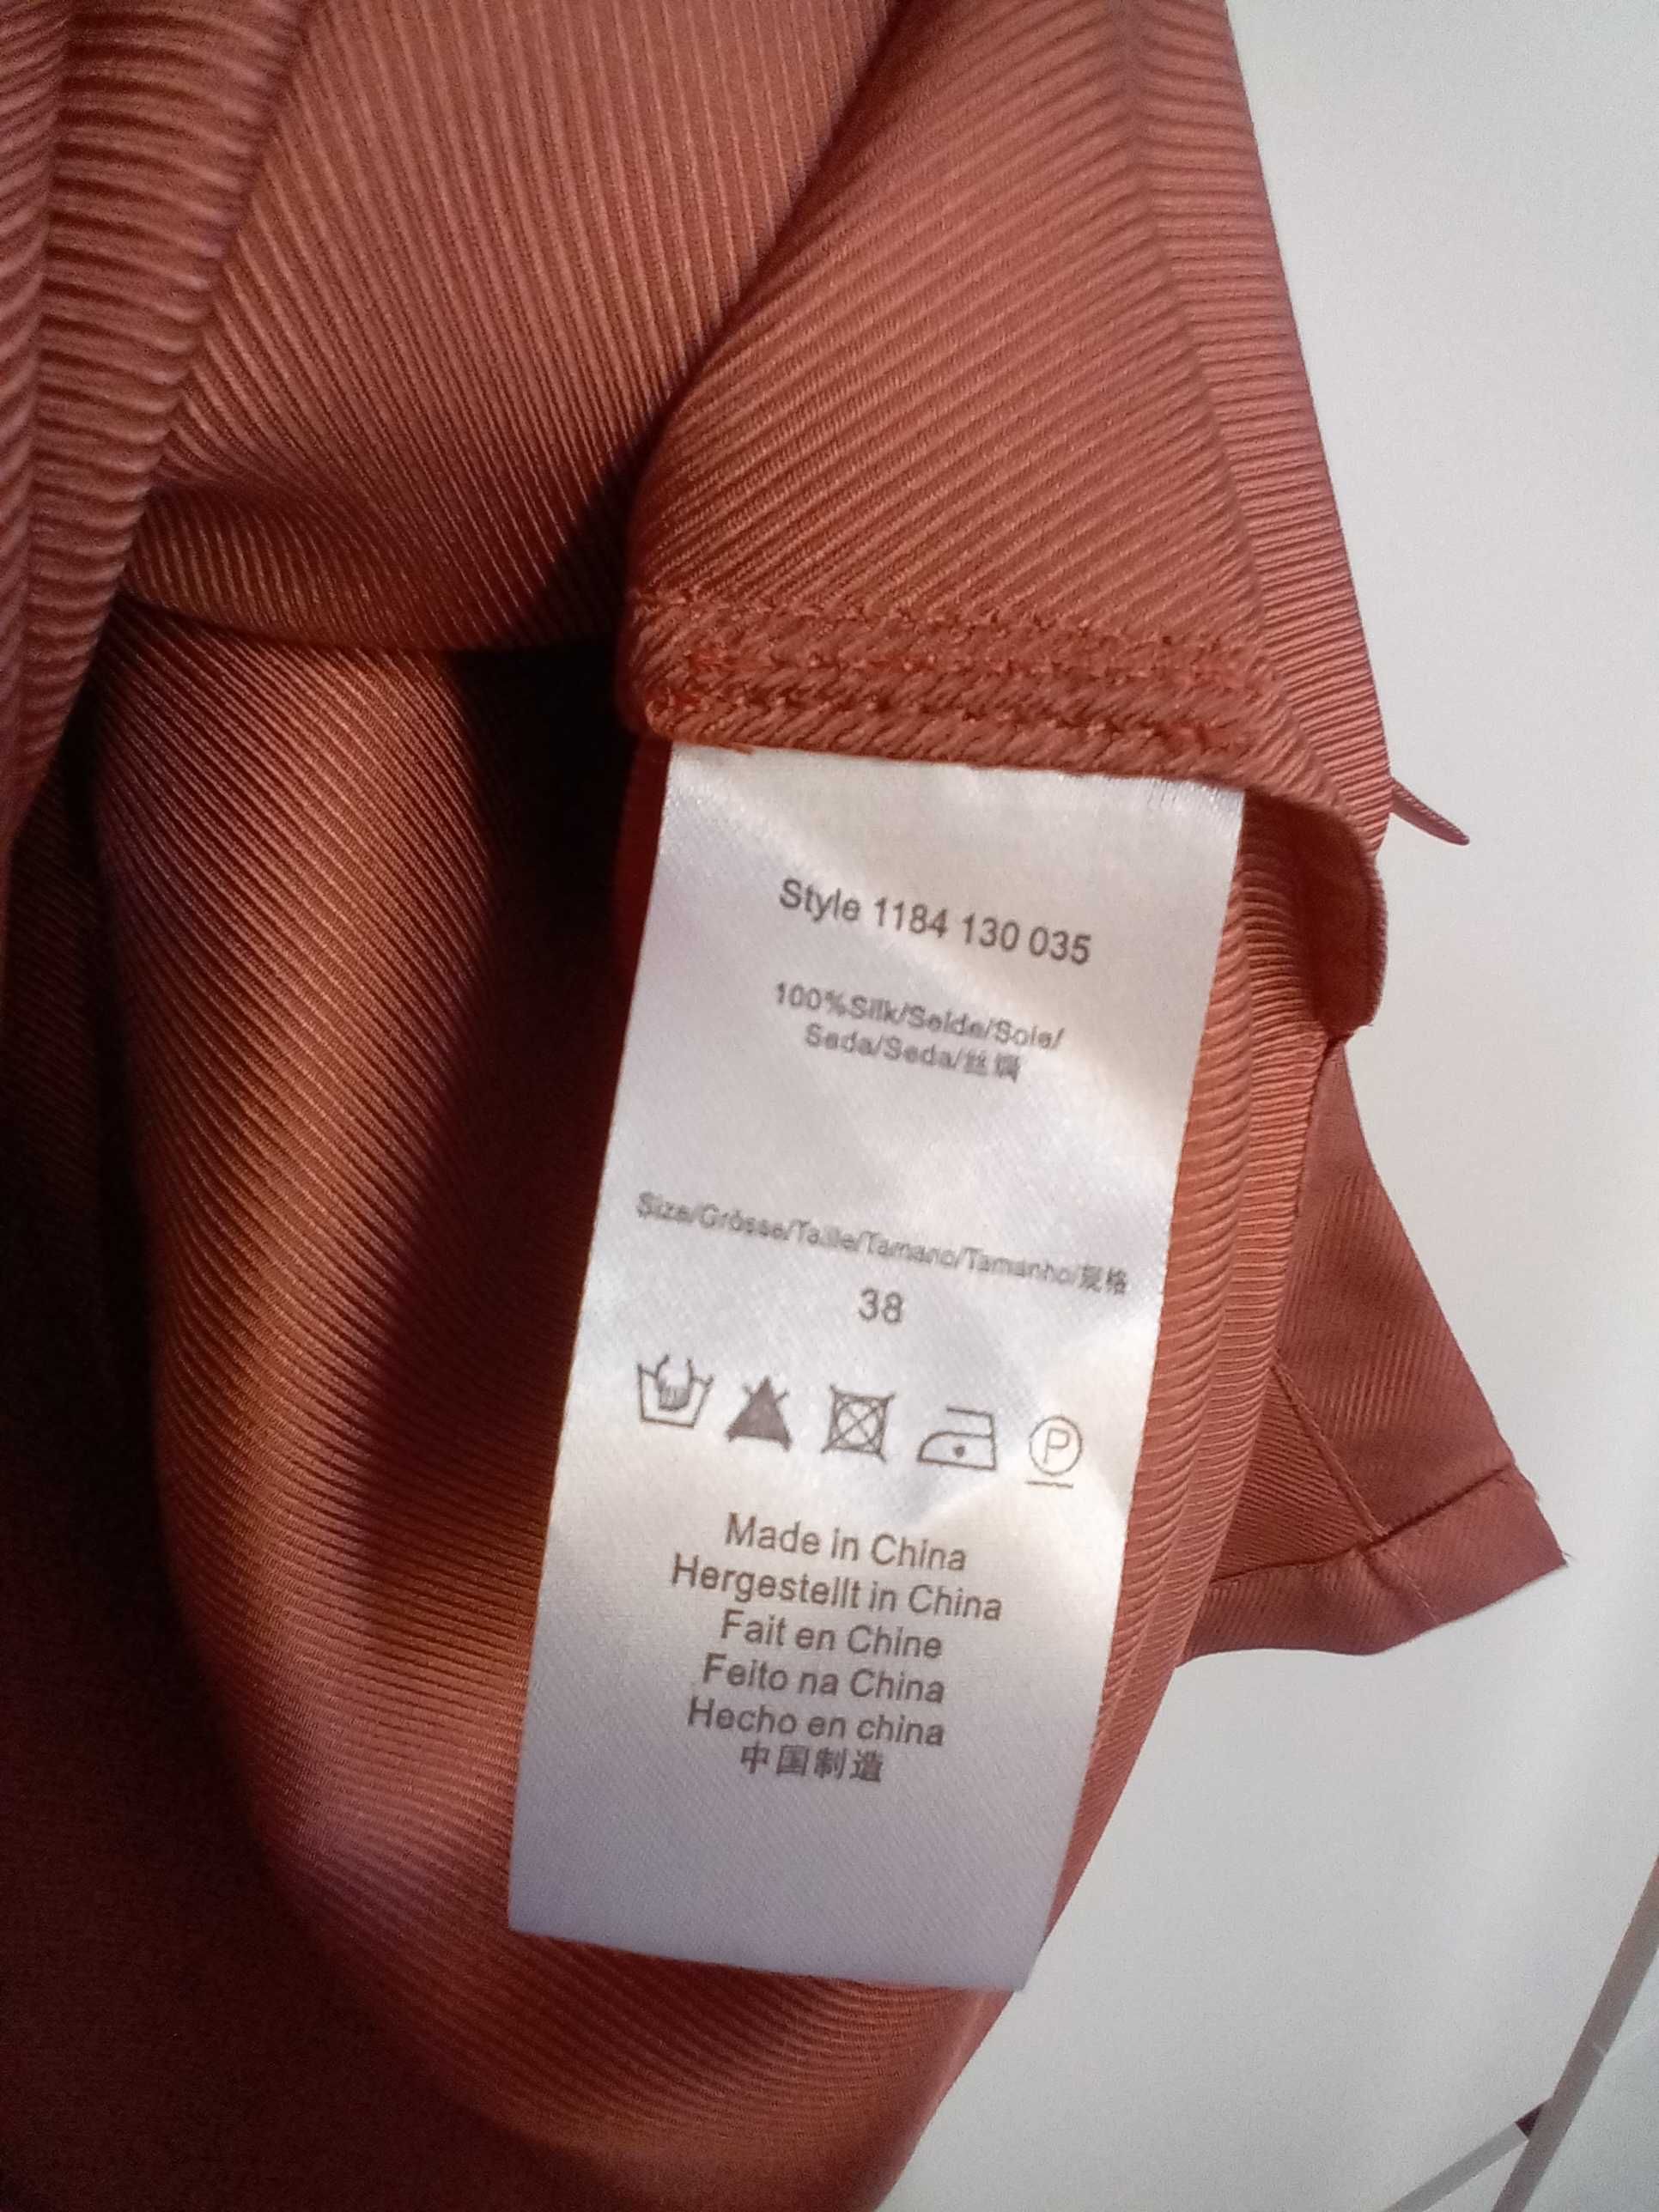 Style 1184 130 035
100%Silk/Seide/Soie/
Seda/Seda/丝绸
Size/Grösse/Taille/Tamano/Tamanho/规格
38
P
Made in China
Hergestellt in China
Fait en Chine
Feito na China
Hecho en china
中国制造